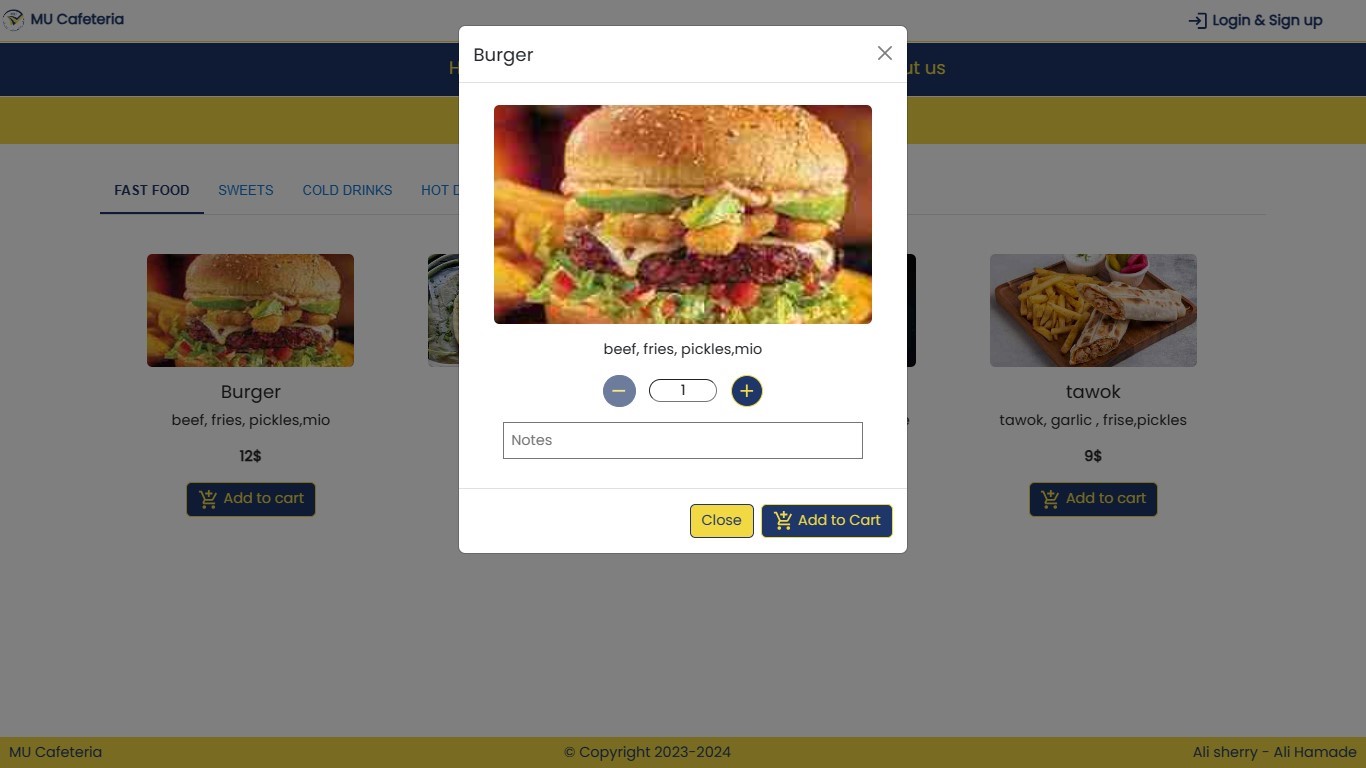 MU Cafeteria
Login & Sign up
Burger
ut us
FAST FOOD
SWEETS
COLD DRINKS
HOT D
beef, fries, pickles,mio
1
Notes
Close
Add to Cart
Burger
beef, fries, pickles,mio
12$
Add to cart
tawok
tawok, garlic , frise,pickles
9$
Add to cart
MU Cafeteria
© Copyright 2023-2024
Ali sherry - Ali Hamade